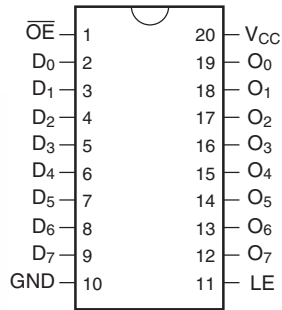 O̅E̅ 1 20 VCC
D0 2 19 O0
D1 3 18 O1
D2 4 17 O2
D3 5 16 O3
D4 6 15 O4
D5 7 14 O5
D6 8 13 O6
D7 9 12 O7
GND 10 11 LE